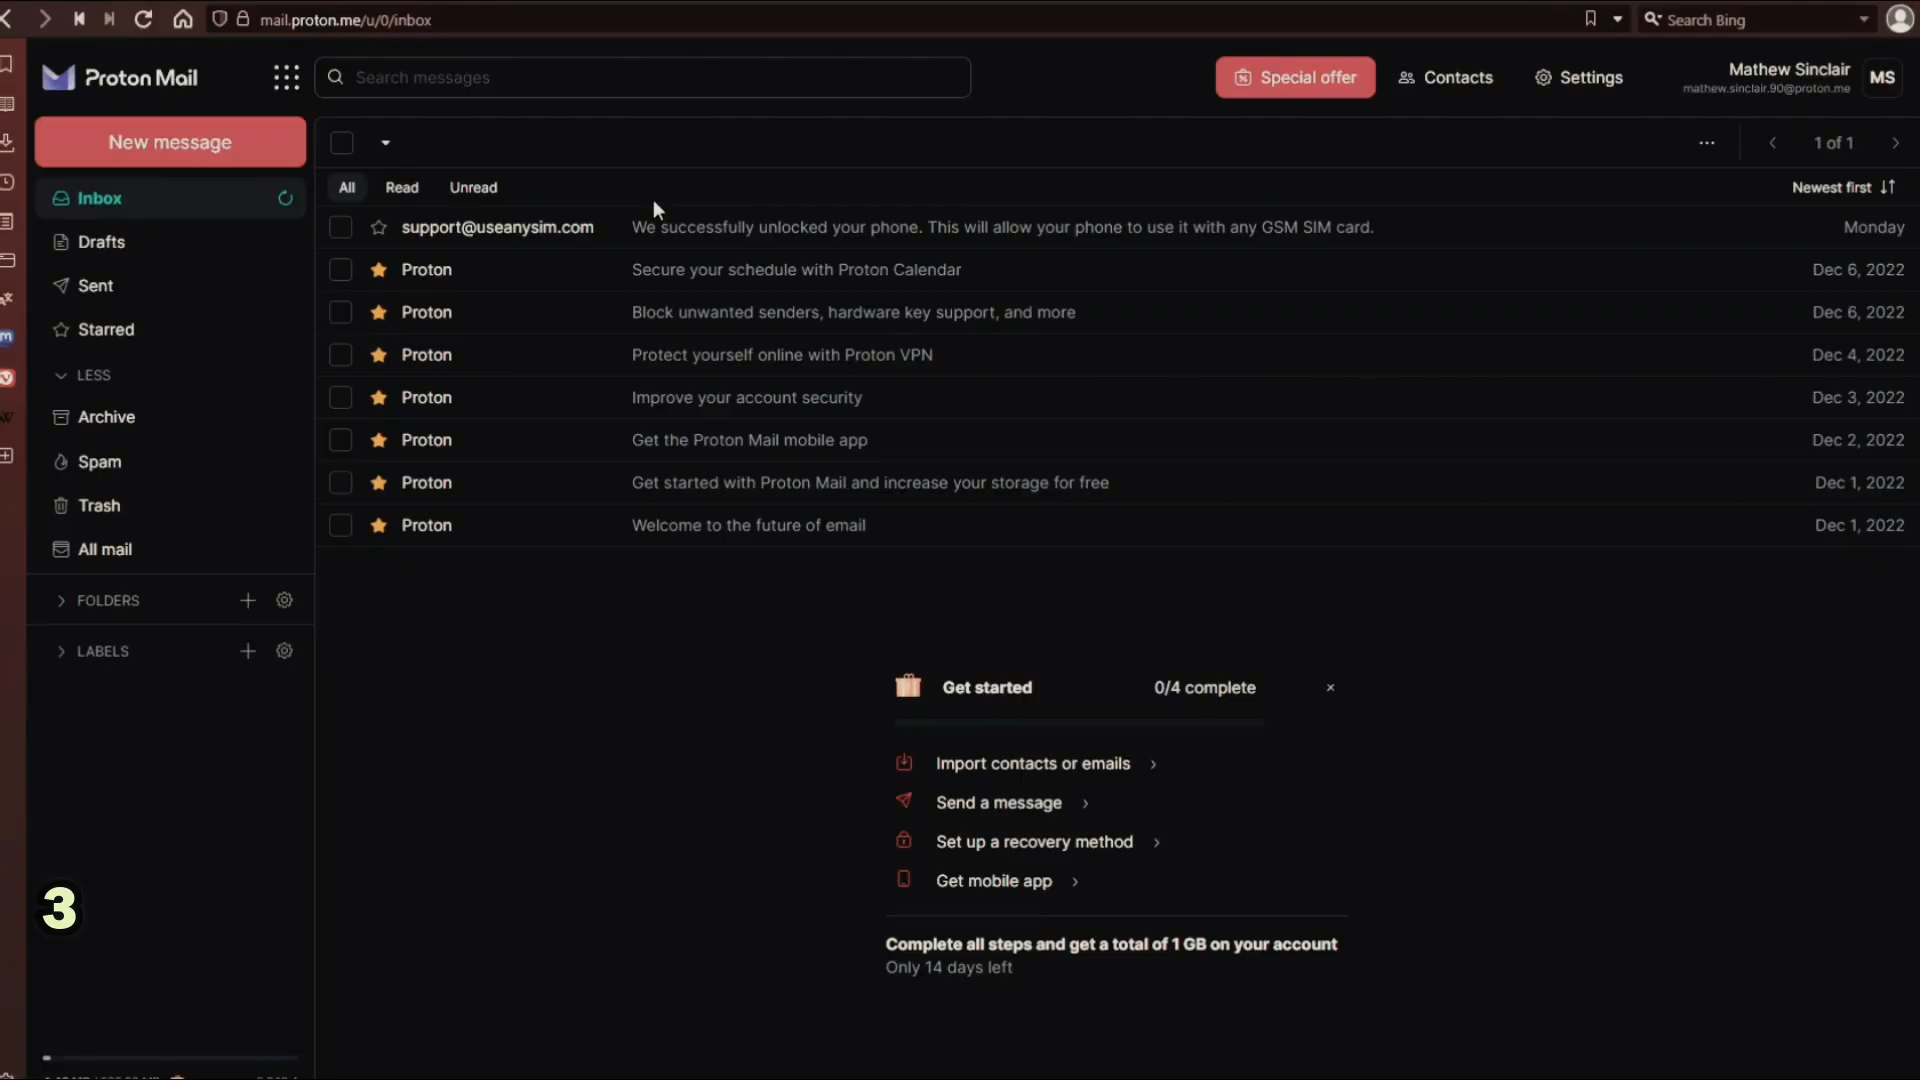 mail.proton.me/u/0/inbox
Search Bing
Proton Mail
Search messages
Special offer
Contacts
Settings
Mathew Sinclair
mathew.sinclair.90@proton.me
MS
New message
1 of 1
Inbox
Drafts
Sent
Starred
LESS
Archive
Spam
Trash
All mail
FOLDERS
LABELS
All Read Unread
Newest first
support@useanysim.com We successfully unlocked your phone. This will allow your phone to use it with any GSM SIM card. Monday
Proton Secure your schedule with Proton Calendar Dec 6, 2022
Proton Block unwanted senders, hardware key support, and more Dec 6, 2022
Proton Protect yourself online with Proton VPN Dec 4, 2022
Proton Improve your account security Dec 3, 2022
Proton Get the Proton Mail mobile app Dec 2, 2022
Proton Get started with Proton Mail and increase your storage for free Dec 1, 2022
Proton Welcome to the future of email Dec 1, 2022
Get started 0/4 complete
Import contacts or emails
Send a message
Set up a recovery method
Get mobile app
Complete all steps and get a total of 1 GB on your account
Only 14 days left
3